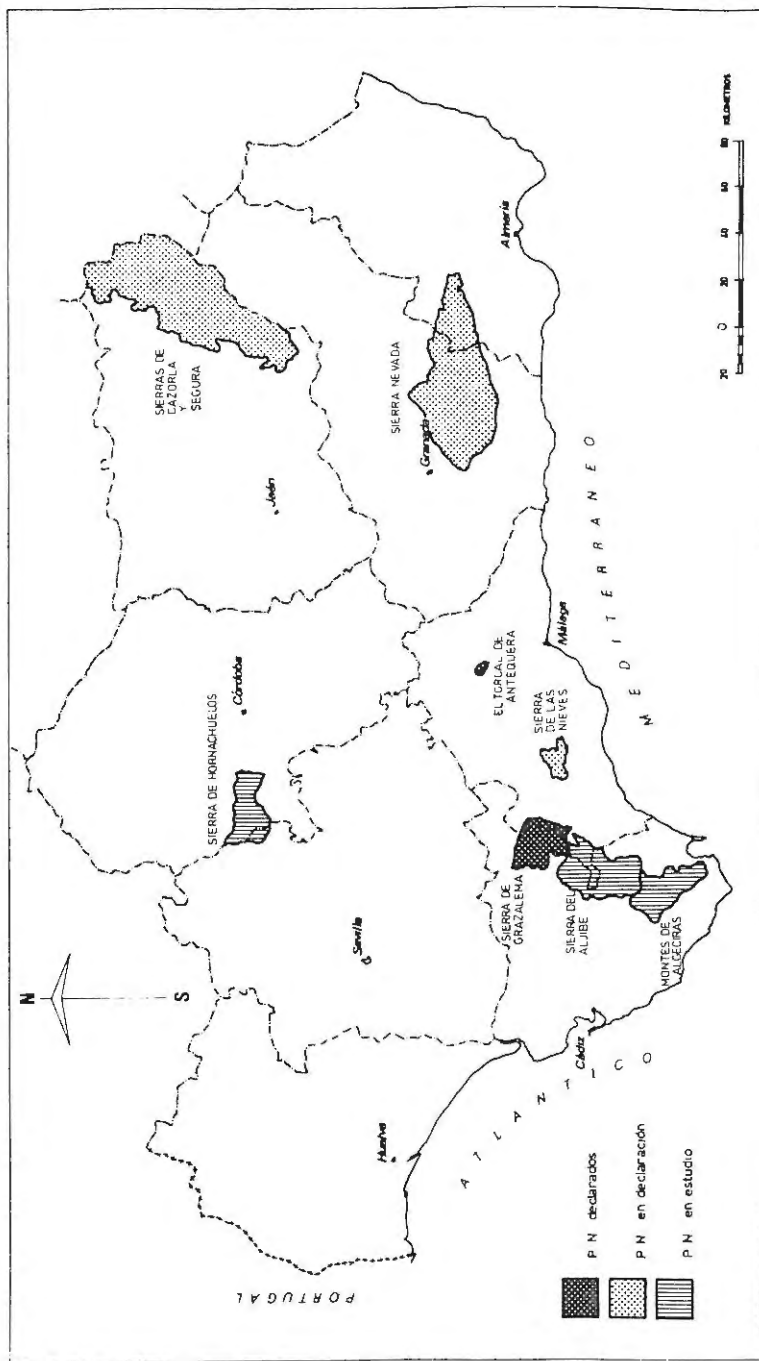 N
S
PORTUGAL
SIERRAS DE
CAZORLA
Y
SEGURA
Jaén
SIERRA DE HORNACHUELOS
Córdoba
Sevilla
Huelva
SIERRA NEVADA
Granada
Almería
EL TORCAL DE
ANTEQUERA
SIERRA
DE LAS
NIEVES
Málaga
SIERRA DE
GRAZALEMA
SIERRA DEL
ALJIBE
MONTES DE
ALGECIRAS
Cádiz
ATLANTICO
MEDITERRANEO
P N declarados
P N en declaración
P N en estudio
20 0 20 40 60 80
KILOMETROS